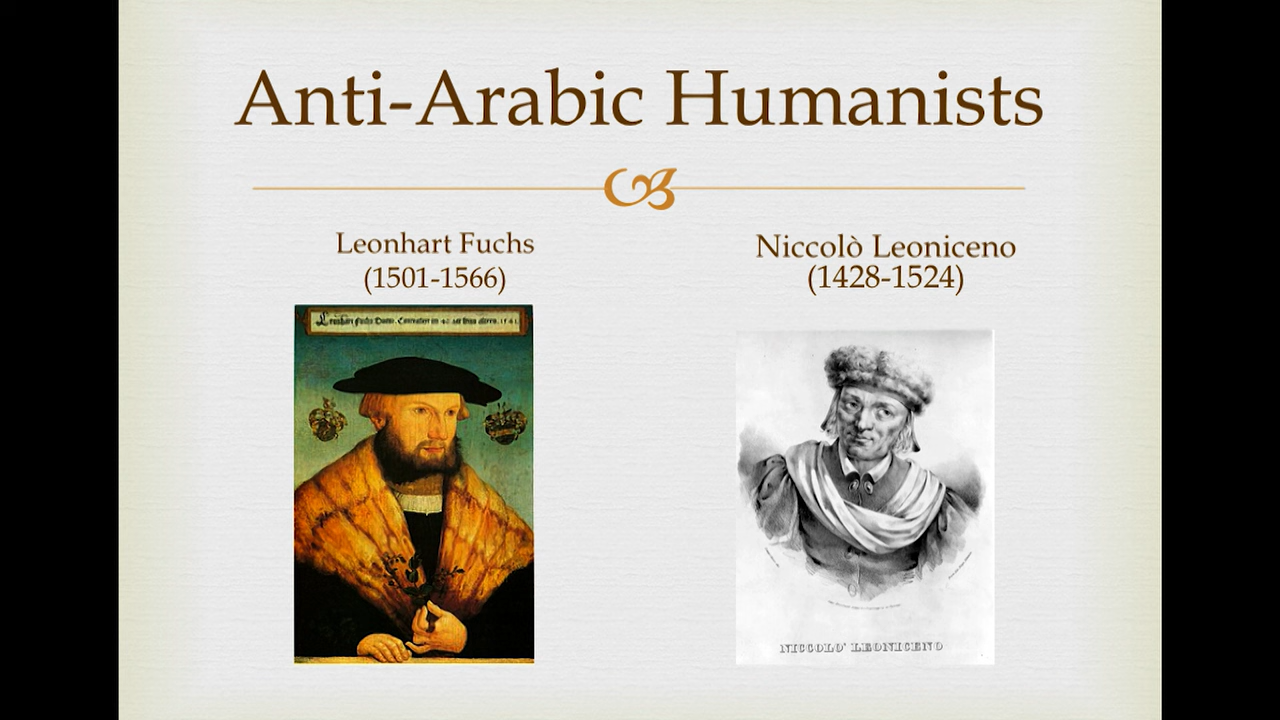 Anti-Arabic Humanists
Leonhart Fuchs
(1501-1566)
Niccolò Leoniceno
(1428-1524)
NICCOLO' LEONICENO